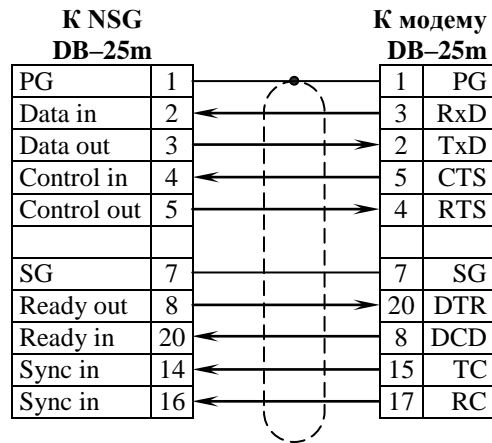 К NSG К модему
DB–25m DB–25m
PG 1 1 PG
Data in 2 3 RxD
Data out 3 2 TxD
Control in 4 5 CTS
Control out 5 4 RTS
SG 7 7 SG
Ready out 8 20 DTR
Ready in 20 8 DCD
Sync in 14 15 TC
Sync in 16 17 RC